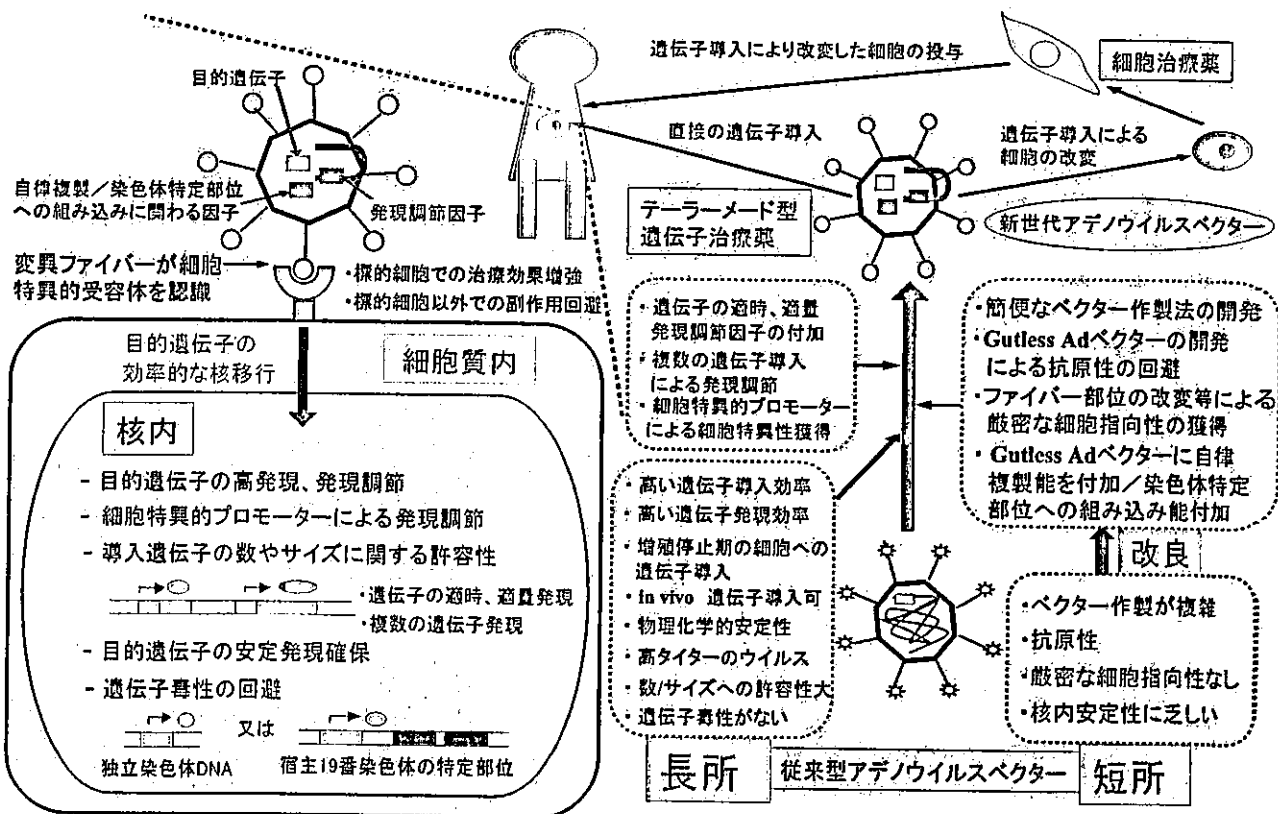 遺伝子導入により改変した細胞の投与
細胞治療薬
目的遺伝子
直接の遺伝子導入
遺伝子導入による
細胞の改変
自律複製／染色体特定部位
への組み込みに関わる因子
発現調節因子
テーラーメード型
遺伝子治療薬
新世代アデノウイルスベクター
変異ファイバーが細胞
特異的受容体を認識
・標的細胞での治療効果増強
・標的細胞以外での副作用回避
目的遺伝子の
効率的な核移行
細胞質内
核内
- 目的遺伝子の高発現、発現調節
- 細胞特異的プロモーターによる発現調節
- 導入遺伝子の数やサイズに関する許容性
・遺伝子の適時、適量発現
・複数の遺伝子発現
- 目的遺伝子の安定発現確保
- 遺伝子毒性の回避
又は
独立染色体DNA
宿主19番染色体の特定部位
・遺伝子の適時、適量
発現調節因子の付加
・複数の遺伝子導入
による発現調節
・細胞特異的プロモーター
による細胞特異性獲得
・簡便なベクター作製法の開発
・Gutless Adベクターの開発
による抗原性の回避
・ファイバー部位の改変等による
厳密な細胞指向性の獲得
・Gutless Adベクターに自律
複製能を付加／染色体特定
部位への組み込み能付加
・高い遺伝子導入効率
・高い遺伝子発現効率
・増殖停止期の細胞への
遺伝子導入
・in vivo 遺伝子導入可
・物理化学的安定性
・高タイターのウイルス
・数/サイズへの許容性大
・遺伝子毒性がない
改良
・ベクター作製が複雑
・抗原性
・厳密な細胞指向性なし
・核内安定性に乏しい
長所
従来型アデノウイルスベクター
短所